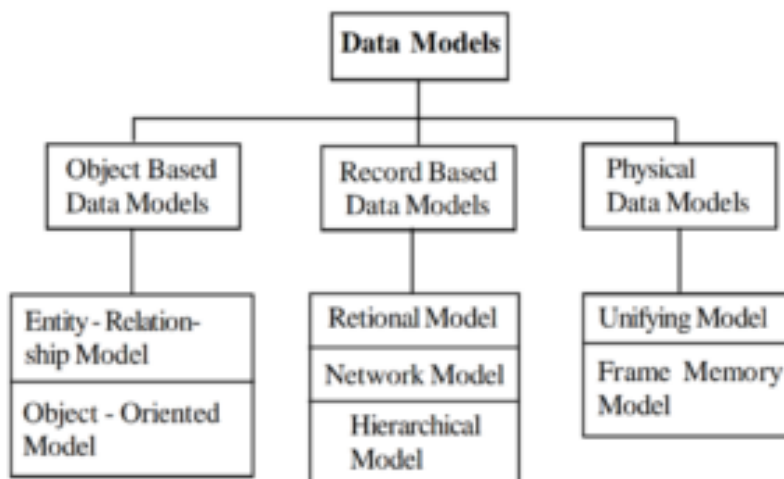 Data Models
Object Based
Data Models
Record Based
Data Models
Physical
Data Models
Entity - Relation-
ship Model
Object - Oriented
Model
Retional Model
Network Model
Hierarchical
Model
Unifying Model
Frame Memory
Model